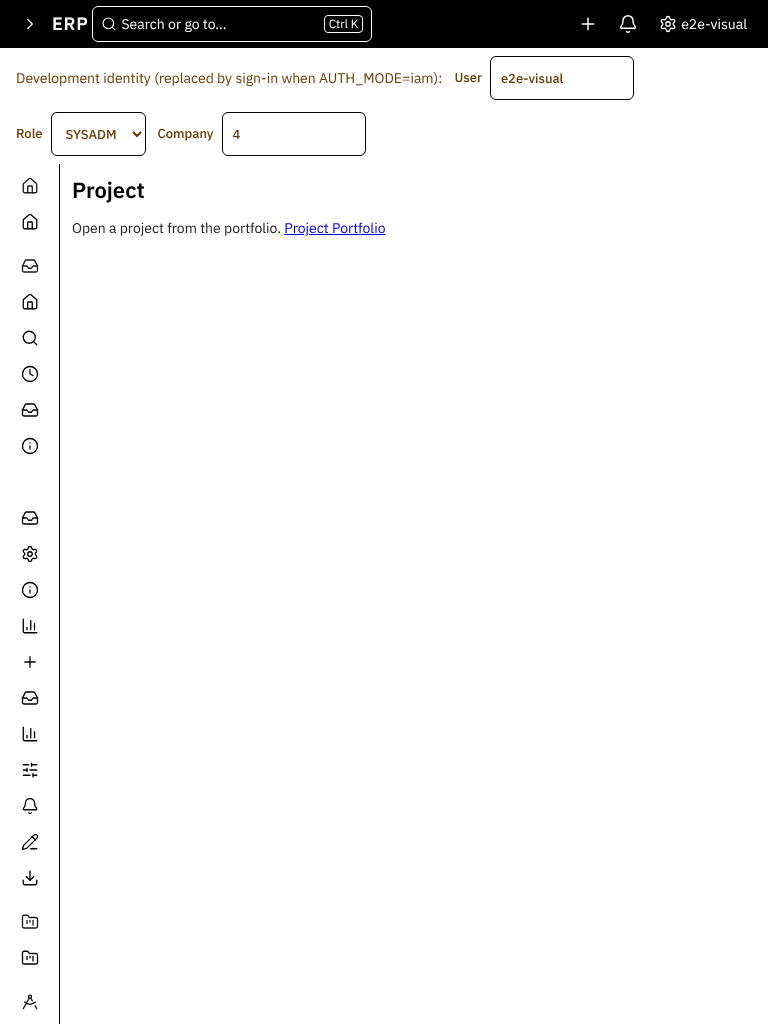 ERP Search or go to... Ctrl K e2e-visual
Development identity (replaced by sign-in when AUTH_MODE=iam): User e2e-visual
Role SYSADM Company 4
Project
Open a project from the portfolio. Project Portfolio